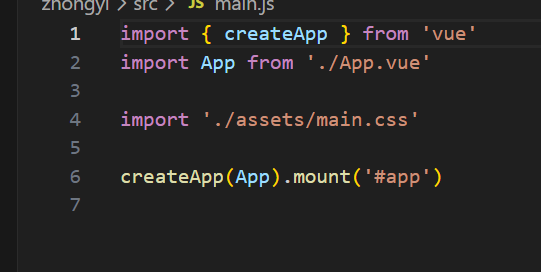 zhongyi > src > JS main.js
1 import { createApp } from 'vue'
2 import App from './App.vue'
3
4 import './assets/main.css'
5
6 createApp(App).mount('#app')
7